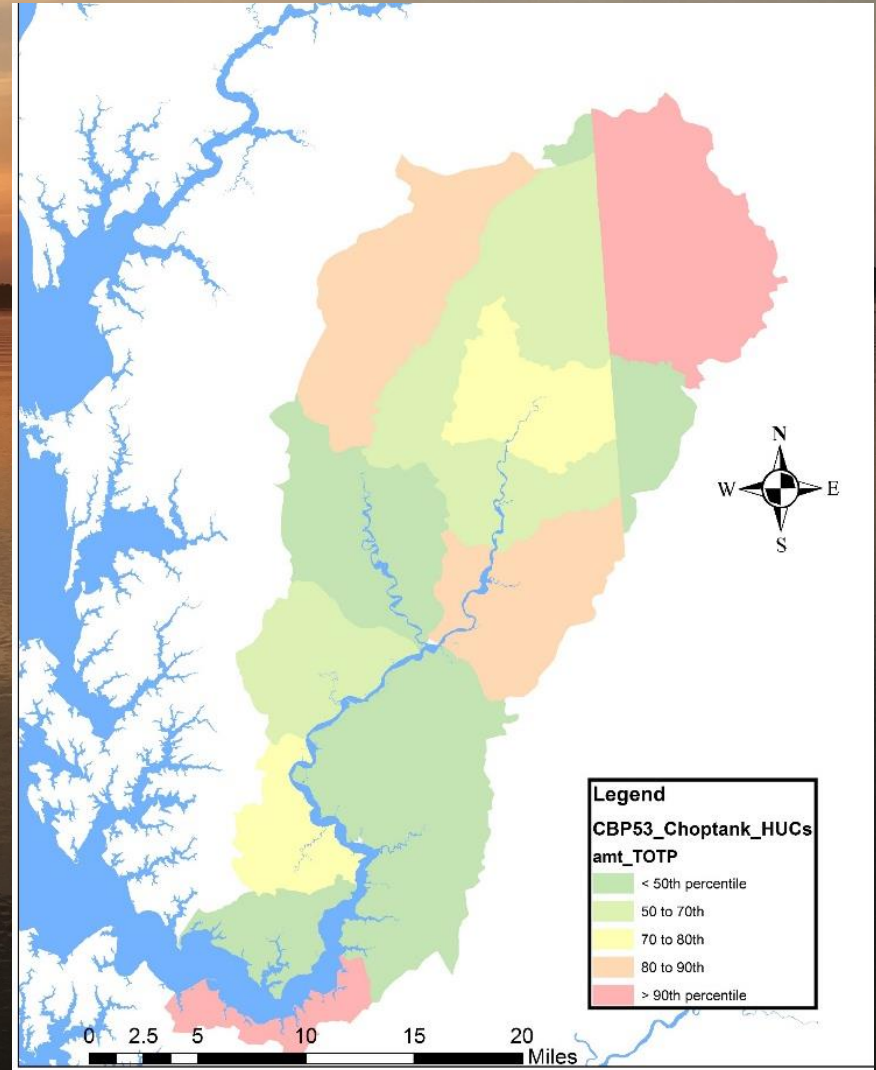 N
W E
S
Legend
CBP53_Choptank_HUCs
amt_TOTP
< 50th percentile
50 to 70th
70 to 80th
80 to 90th
> 90th percentile
0 2.5 5 10 15 20
Miles